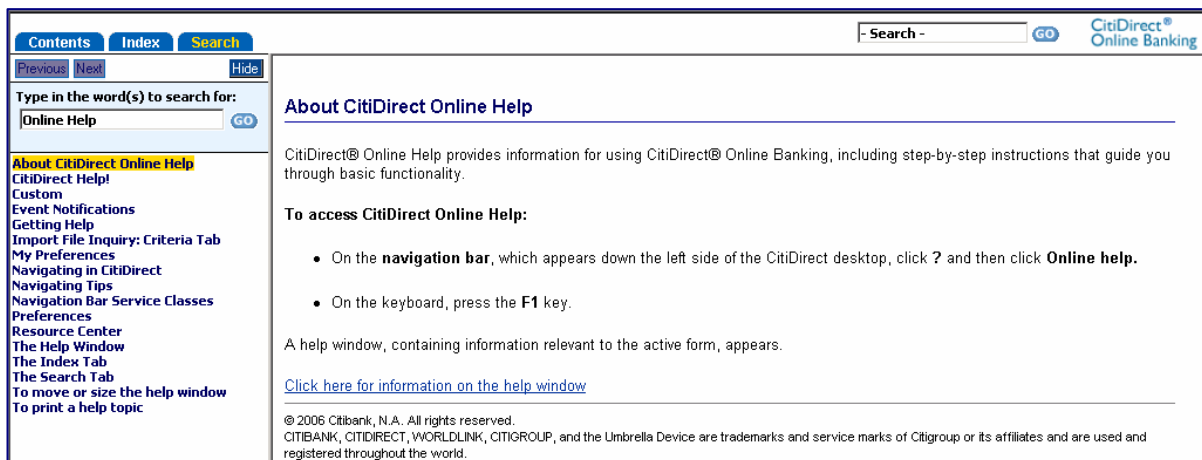 Contents Index Search
- Search - GO
CitiDirect®
Online Banking
Previous Next Hide
Type in the word(s) to search for:
Online Help GO
About CitiDirect Online Help
CitiDirect Help!
Custom
Event Notifications
Getting Help
Import File Inquiry: Criteria Tab
My Preferences
Navigating in CitiDirect
Navigating Tips
Navigation Bar Service Classes
Preferences
Resource Center
The Help Window
The Index Tab
The Search Tab
To move or size the help window
To print a help topic
About CitiDirect Online Help
CitiDirect® Online Help provides information for using CitiDirect® Online Banking, including step-by-step instructions that guide you
through basic functionality.
To access CitiDirect Online Help:
• On the navigation bar, which appears down the left side of the CitiDirect desktop, click ? and then click Online help.
• On the keyboard, press the F1 key.
A help window, containing information relevant to the active form, appears.
Click here for information on the help window
© 2006 Citibank, N.A. All rights reserved.
CITIBANK, CITIDIRECT, WORLDLINK, CITIGROUP, and the Umbrella Device are trademarks and service marks of Citigroup or its affiliates and are used and
registered throughout the world.